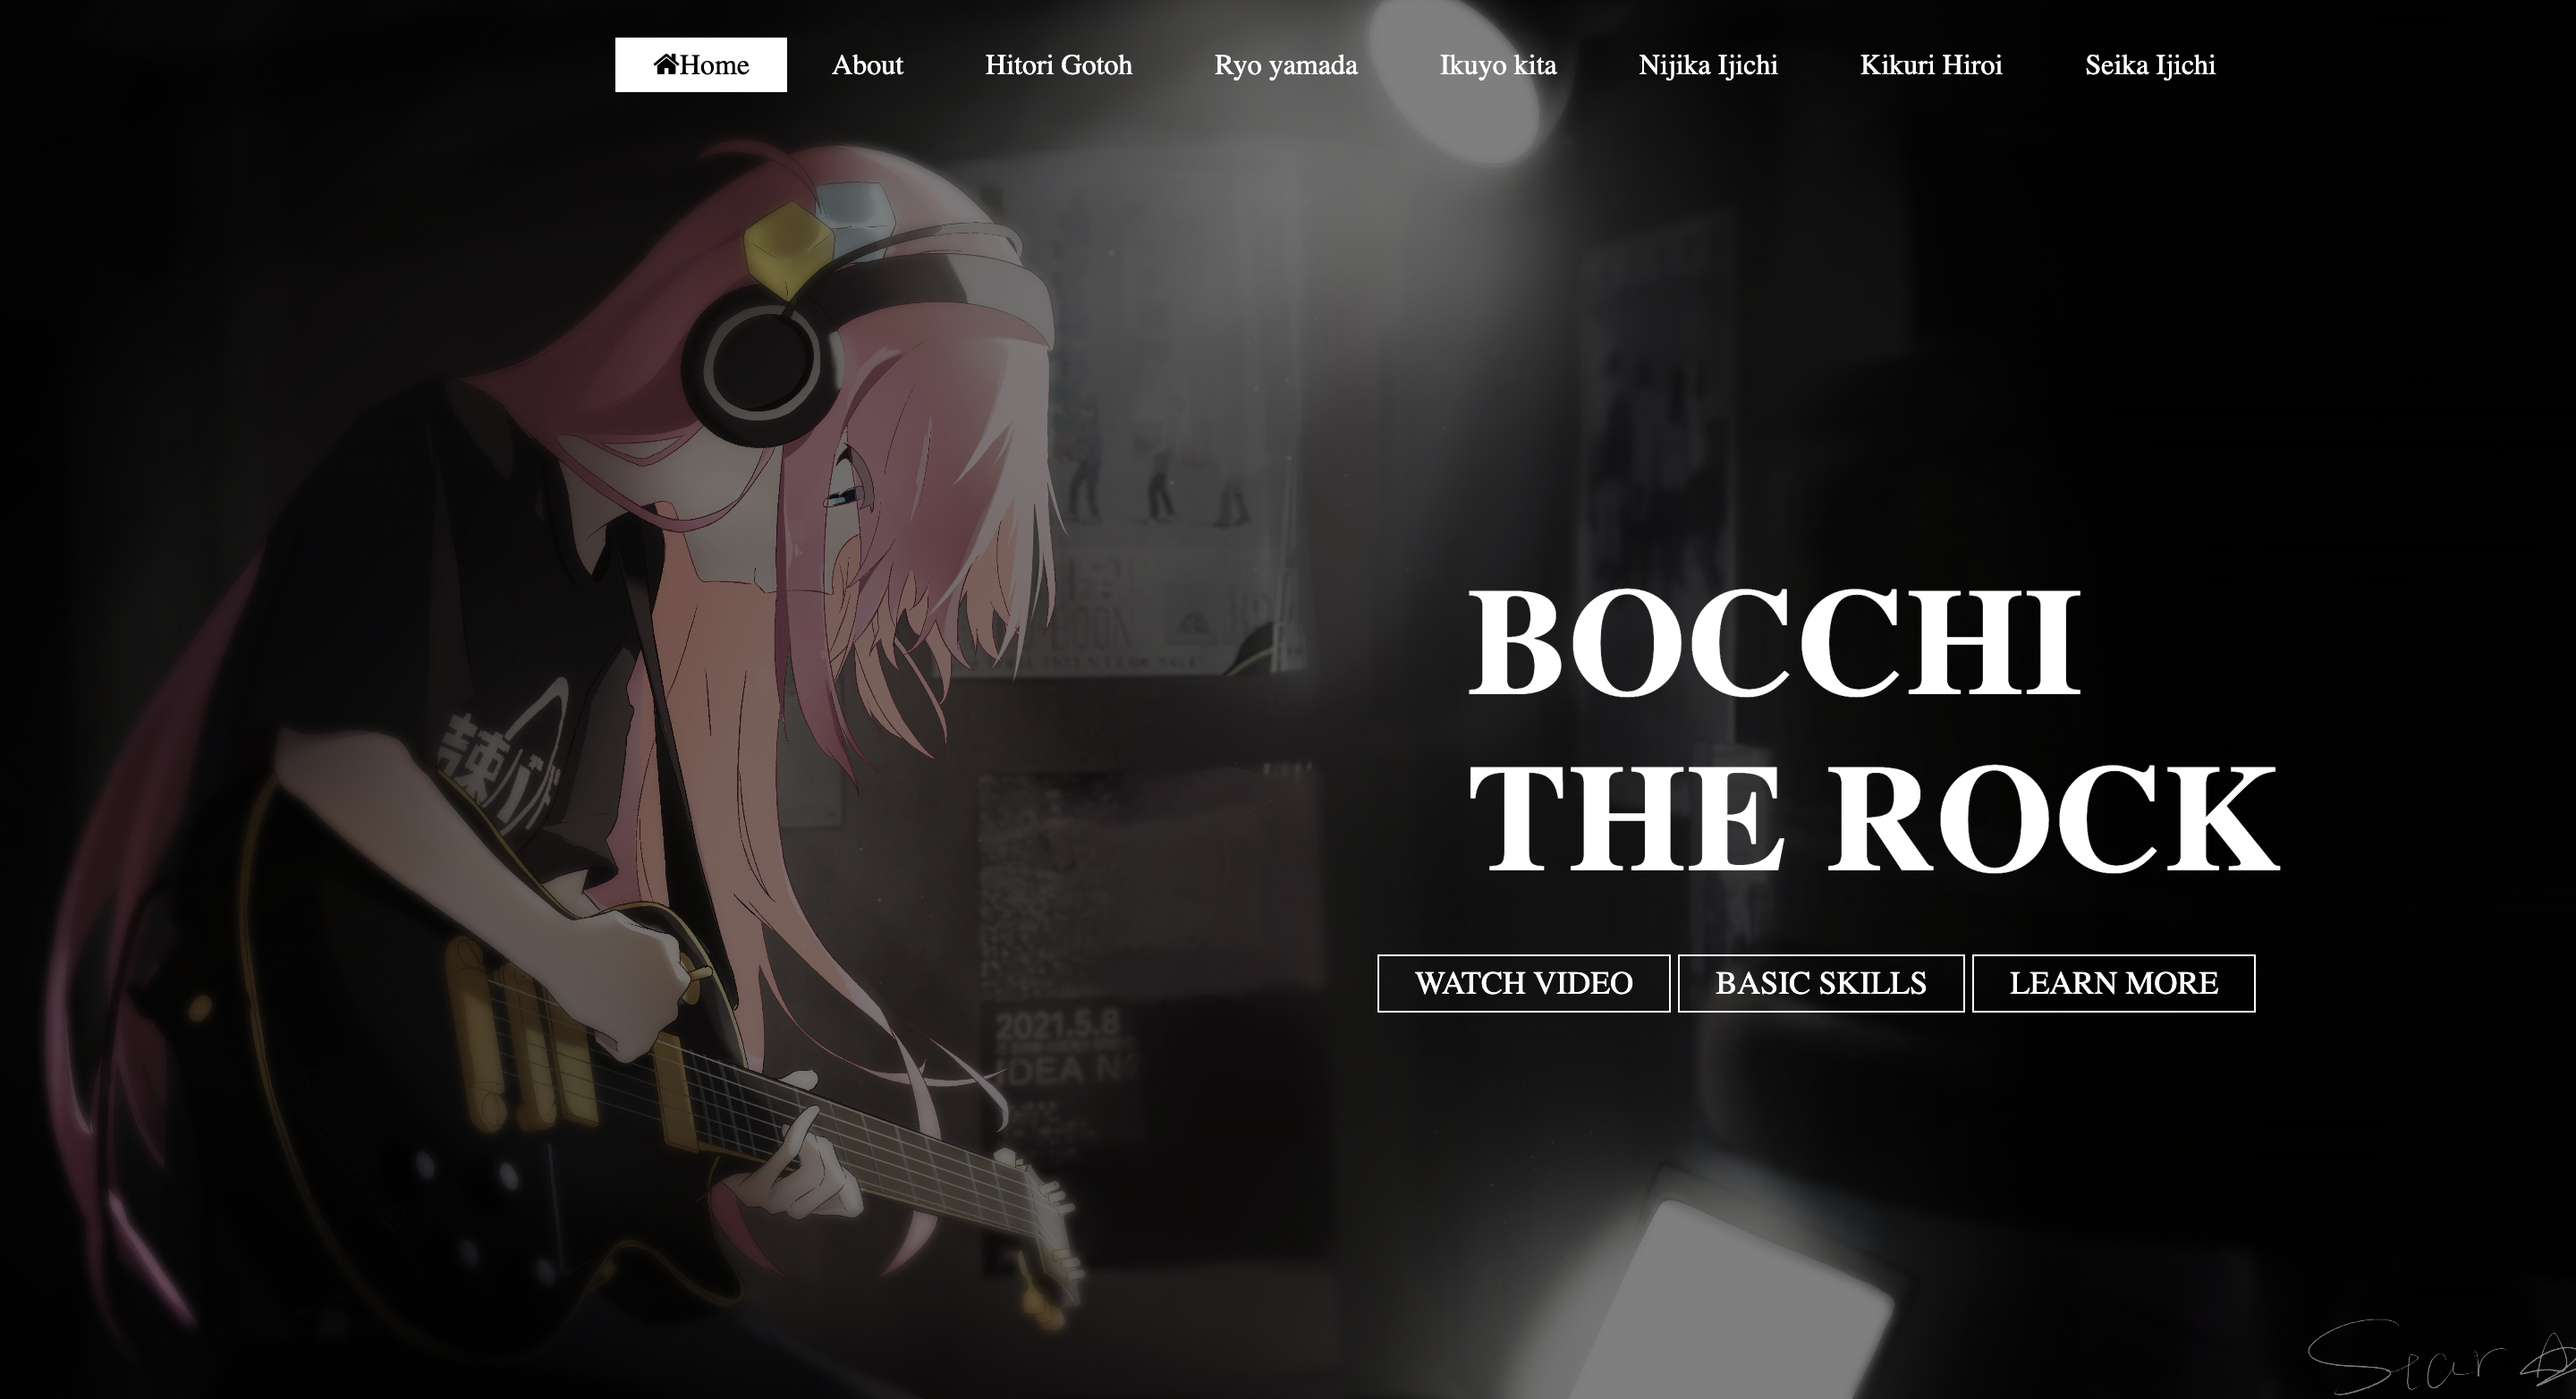 Home
About
Hitori Gotoh
Ryo yamada
Ikuyo kita
Nijika Ijichi
Kikuri Hiroi
Seika Ijichi
BOCCHI
THE ROCK
WATCH VIDEO
BASIC SKILLS
LEARN MORE
2021.5.8
IDEA
Star